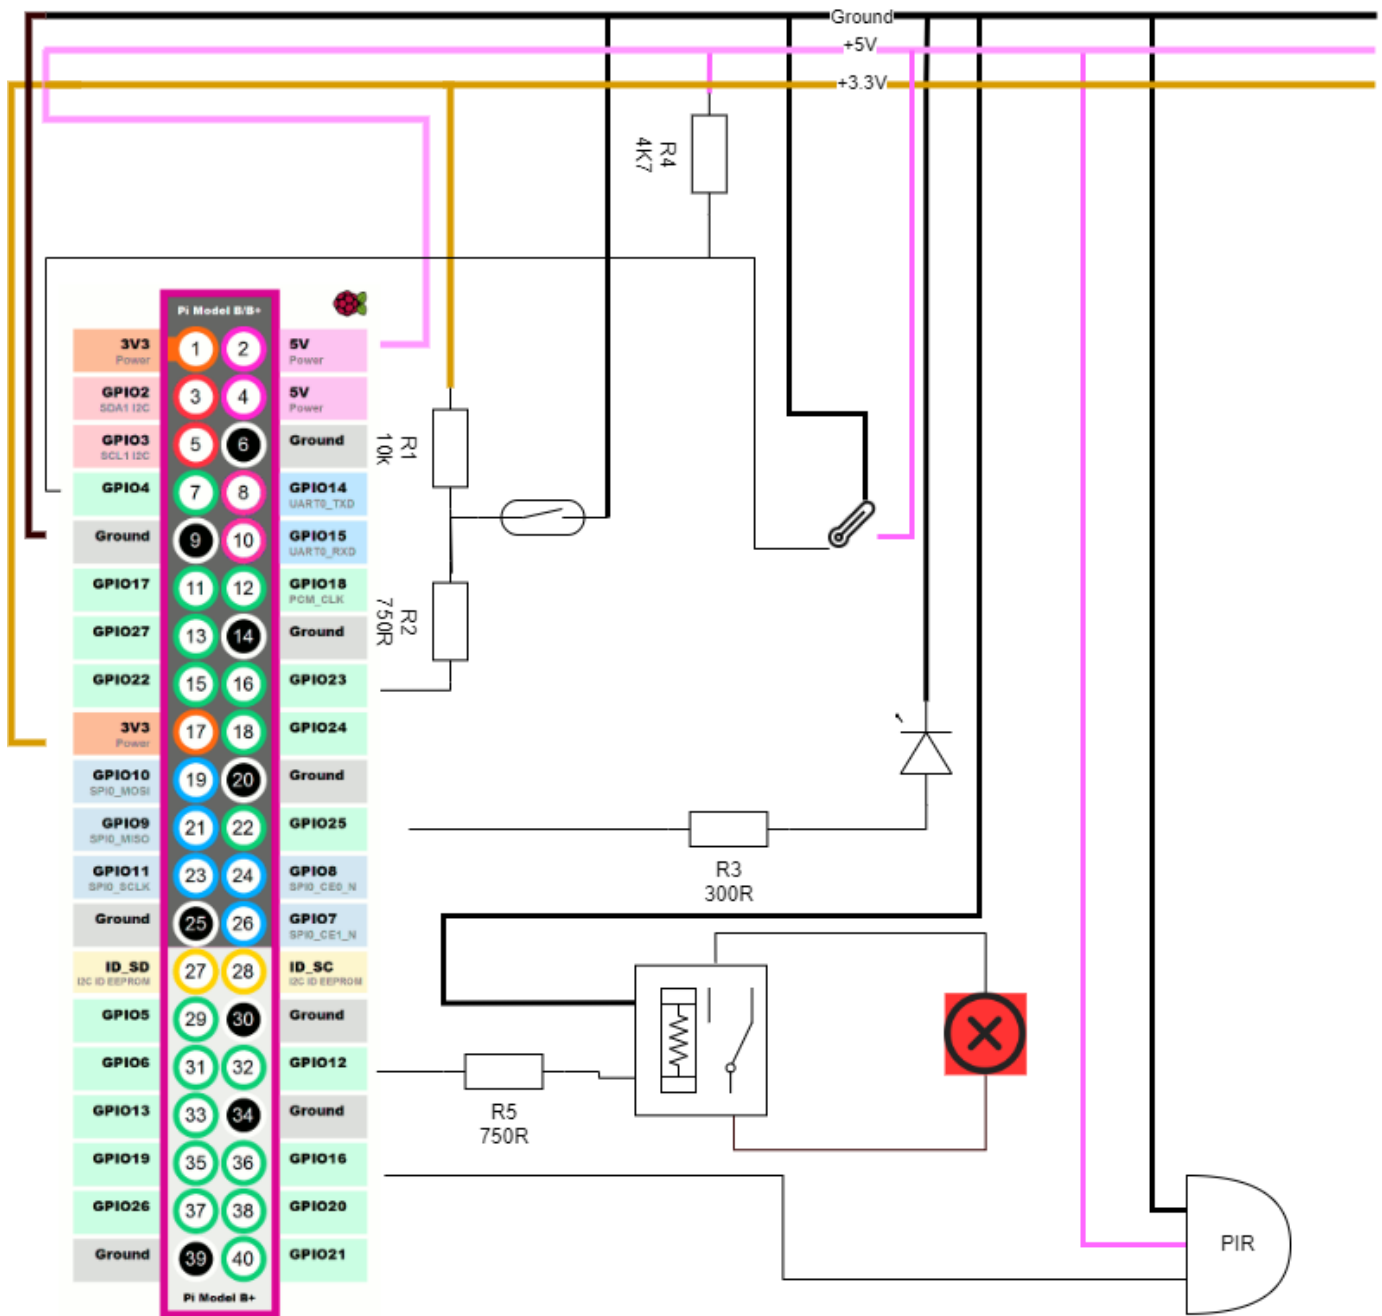 Ground
+5V
+3.3V
R4
4K7
Pi Model B/B+
3V3
Power
1
2
5V
Power
GPIO2
SDA1 I2C
3
4
5V
Power
GPIO3
SCL1 I2C
5
6
Ground
R1
10k
GPIO4
7
8
GPIO14
UART0_TXD
Ground
9
10
GPIO15
UART0_RXD
GPIO17
11
12
GPIO18
PCM_CLK
GPIO27
13
14
Ground
R2
750R
GPIO22
15
16
GPIO23
3V3
Power
17
18
GPIO24
GPIO10
SPI0_MOSI
19
20
Ground
GPIO9
SPI0_MISO
21
22
GPIO25
R3
300R
GPIO11
SPI0_SCLK
23
24
GPIO8
SPI0_CE0_N
Ground
25
26
GPIO7
SPI0_CE1_N
ID_SD
I2C ID EEPROM
27
28
ID_SC
I2C ID EEPROM
GPIO5
29
30
Ground
GPIO6
31
32
GPIO12
R5
750R
GPIO13
33
34
Ground
GPIO19
35
36
GPIO16
GPIO26
37
38
GPIO20
Ground
39
40
GPIO21
PIR
Pi Model B+